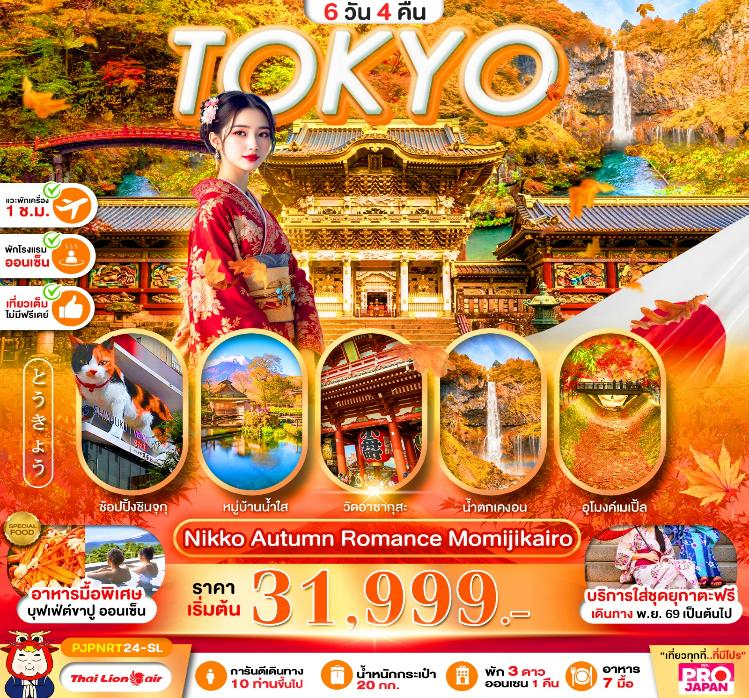 6 วัน 4 คืน
TOKYO
แวะพักเครื่อง
1 ช.ม.
พักโรงแรม
ออนเซ็น
เที่ยวเต็ม
ไม่มีฟรีเดย์
とうきょう
ช้อปปิ้งชินจุกุ
หมู่บ้านน้ำใส
วัดอาซากุสะ
น้ำตกเคงอน
อุโมงค์เมเปิ้ล
SPECIAL
FOOD
Nikko Autumn Romance Momijikairo
อาหารมื้อพิเศษ
บุฟเฟ่ต์ขาปู ออนเซ็น
ราคา
เริ่มต้น
31,999.-
บริการใส่ชุดยุกาตะฟรี
เดินทาง พ.ย. 69 เป็นต้นไป
PJPNRT24-SL
Thai Lion air
การันตีเดินทาง
10 ท่านขึ้นไป
น้ำหนักกระเป๋า
20 กก.
พัก 3 ดาว
ออนเซน 1 คืน
อาหาร
7 มื้อ
"เที่ยวทุกที่..ที่มีโปร"
PRO
JAPAN